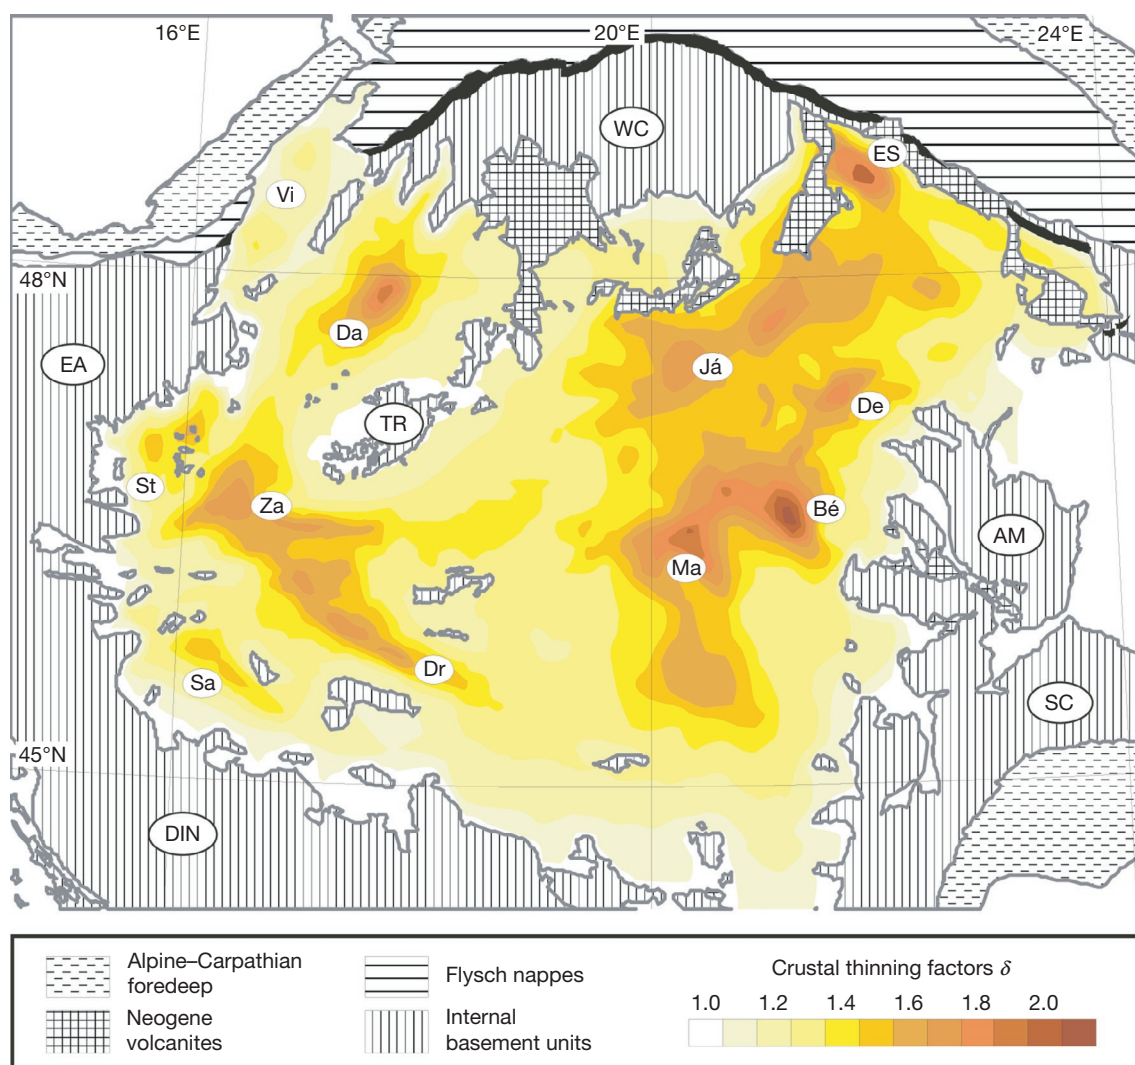 16°E 20°E 24°E
WC
ES
Vi
48°N
Da
EA
Já
De
TR
St
Za
Bé
AM
Ma
Dr
Sa
SC
45°N
DIN
Alpine–Carpathian
foredeep
Flysch nappes
Neogene
volcanites
Internal
basement units
Crustal thinning factors δ
1.0 1.2 1.4 1.6 1.8 2.0